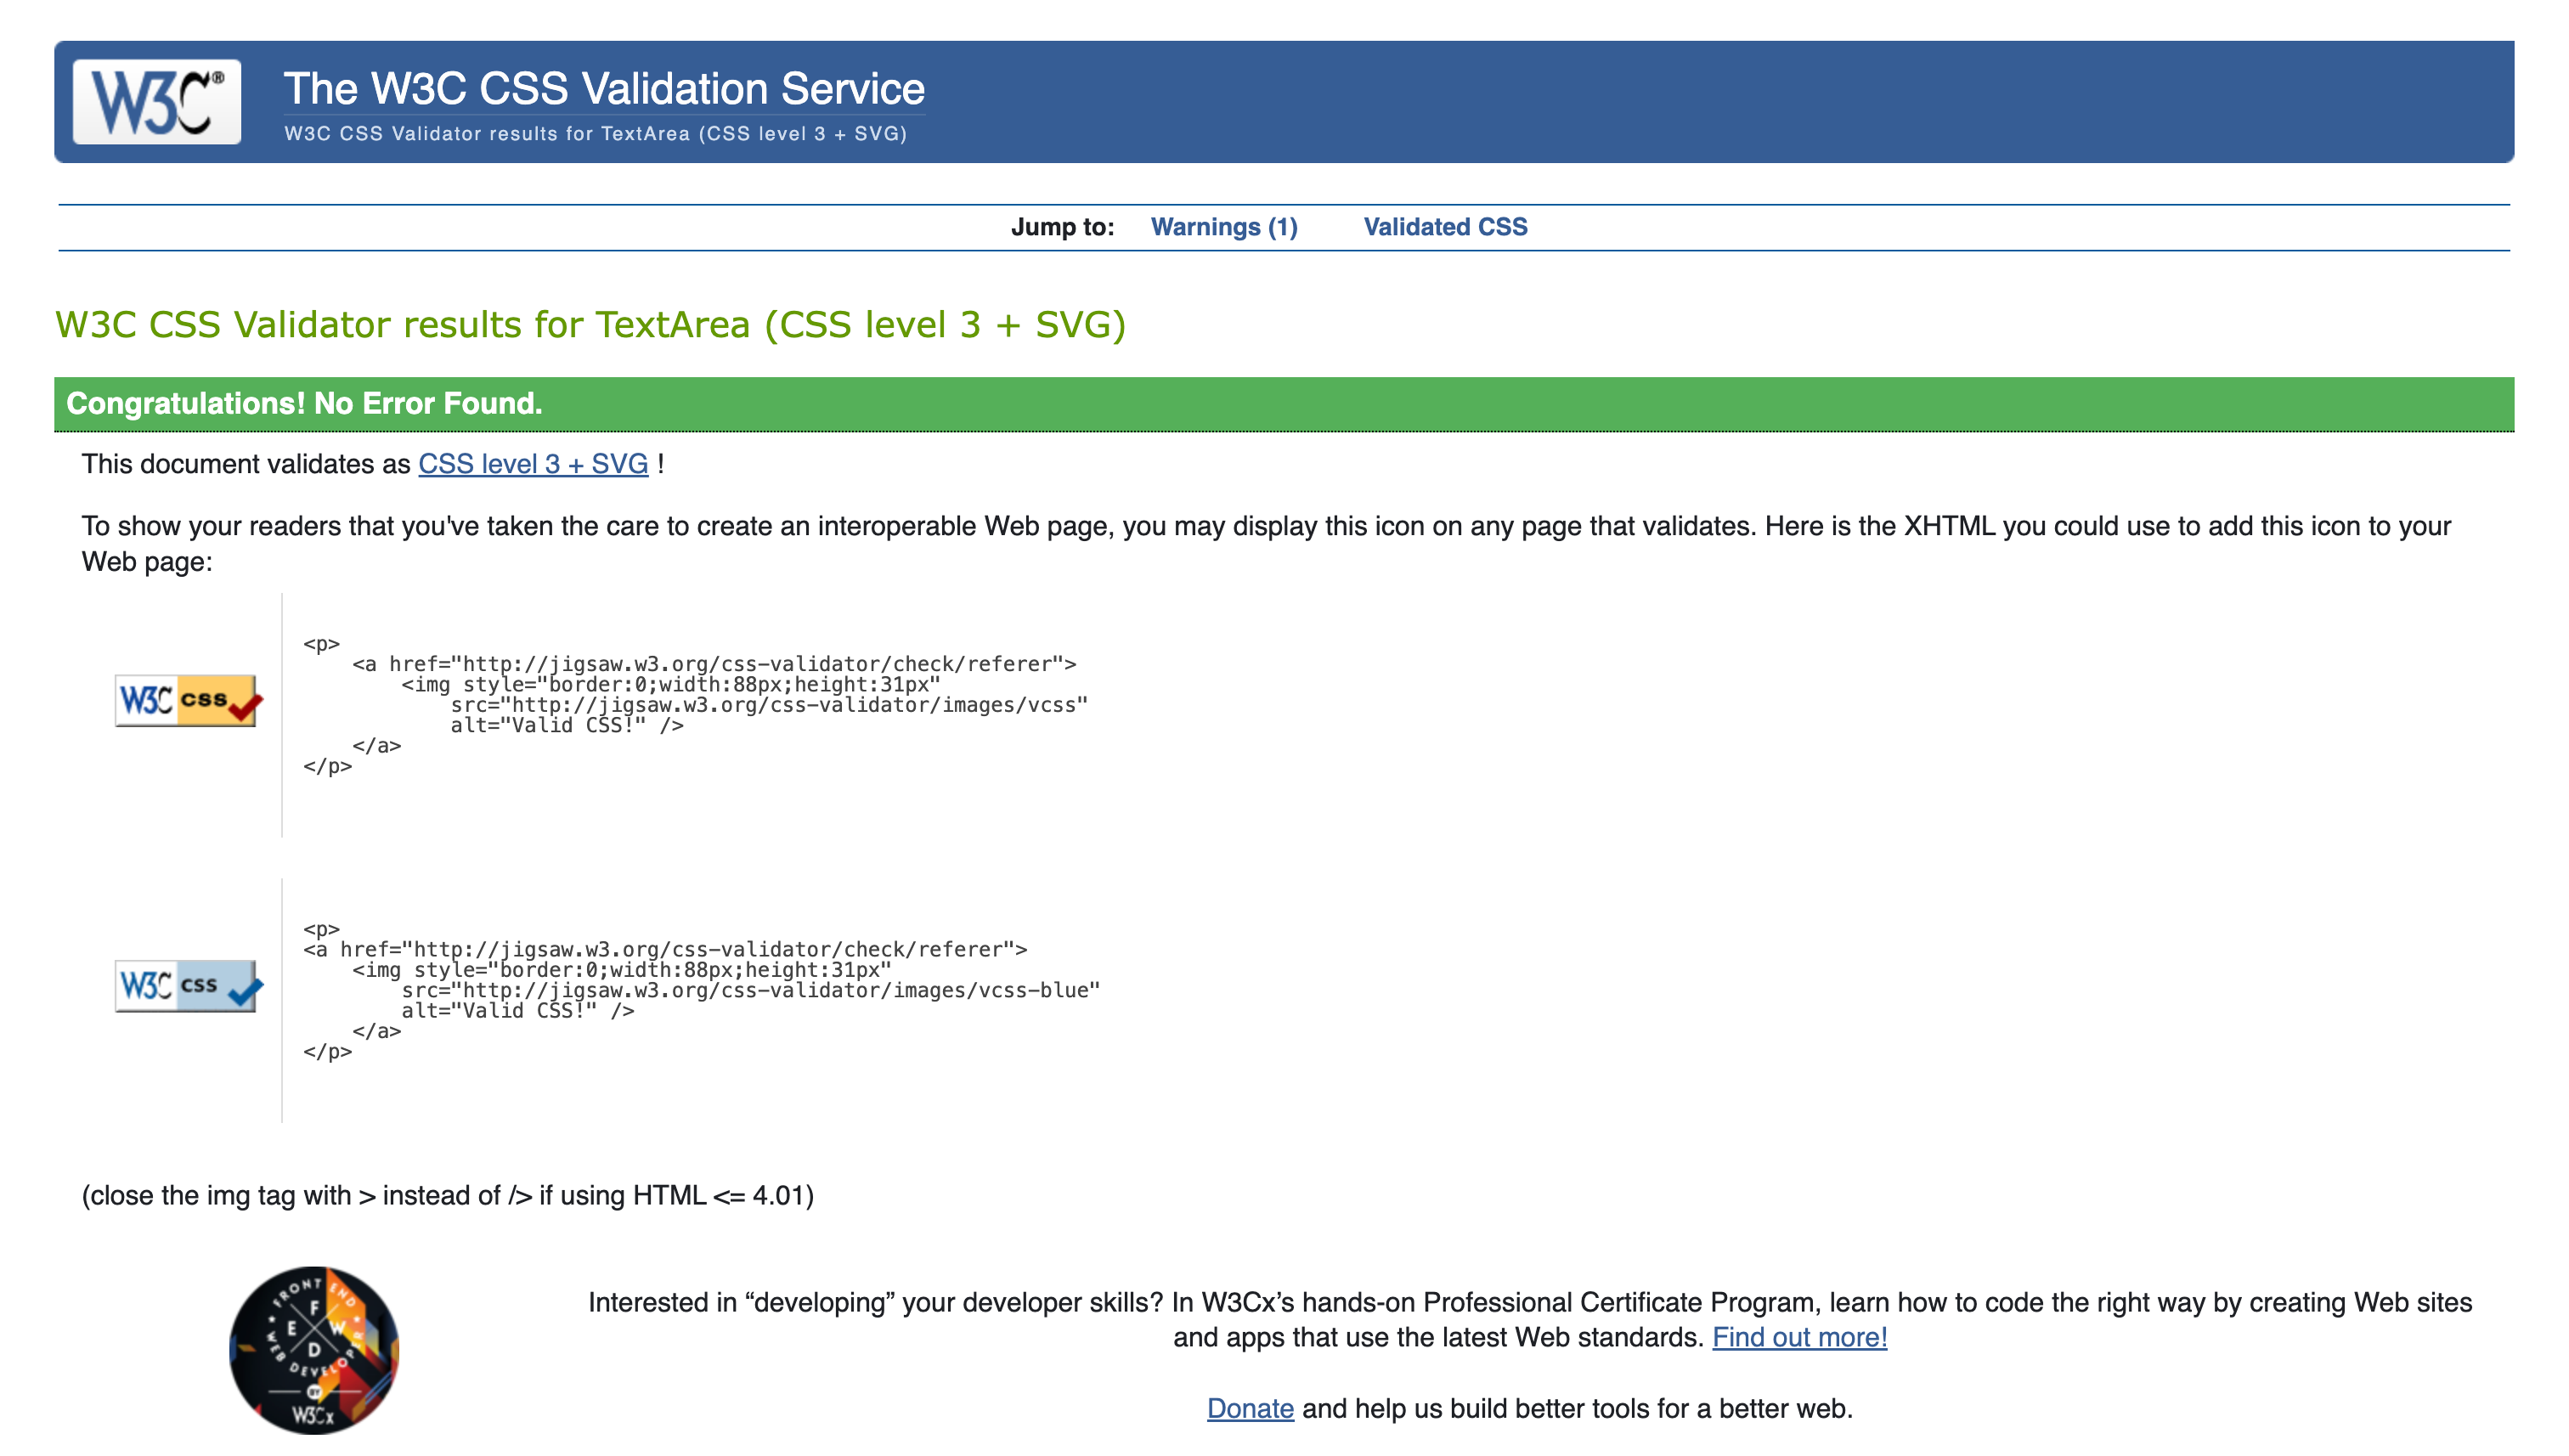 W3C®
The W3C CSS Validation Service
W3C CSS Validator results for TextArea (CSS level 3 + SVG)
Jump to: Warnings (1) Validated CSS
W3C CSS Validator results for TextArea (CSS level 3 + SVG)
Congratulations! No Error Found.
This document validates as CSS level 3 + SVG !
To show your readers that you've taken the care to create an interoperable Web page, you may display this icon on any page that validates. Here is the XHTML you could use to add this icon to your
Web page:
W3C css
<p>
<a href="http://jigsaw.w3.org/css-validator/check/referer">
<img style="border:0;width:88px;height:31px"
src="http://jigsaw.w3.org/css-validator/images/vcss"
alt="Valid CSS!" />
</a>
</p>
W3C css
<p>
<a href="http://jigsaw.w3.org/css-validator/check/referer">
<img style="border:0;width:88px;height:31px"
src="http://jigsaw.w3.org/css-validator/images/vcss-blue"
alt="Valid CSS!" />
</a>
</p>
(close the img tag with > instead of /> if using HTML <= 4.01)
FRONT END
F
E W
D
WEB DEVELOPER
BY
W3Cx
Interested in “developing” your developer skills? In W3Cx’s hands-on Professional Certificate Program, learn how to code the right way by creating Web sites
and apps that use the latest Web standards. Find out more!
Donate and help us build better tools for a better web.